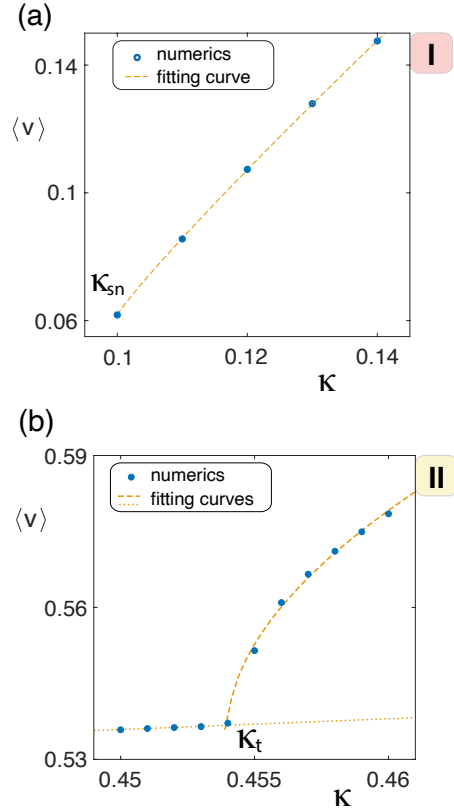 (a)
I
numerics
fitting curve
0.14
⟨v⟩
0.1
κsn
0.06
0.1
0.12
0.14
κ
(b)
II
0.59
numerics
fitting curves
⟨v⟩
0.56
κt
0.53
0.45
0.455
0.46
κ